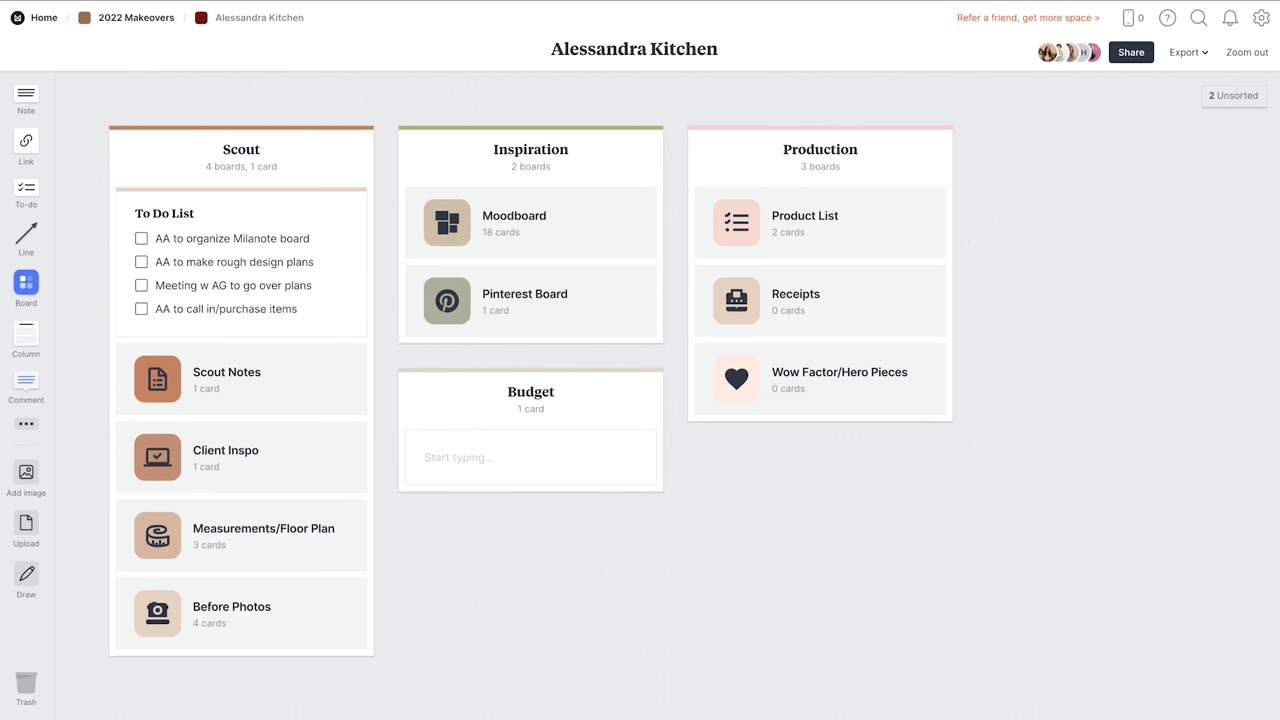 Home / 2022 Makeovers / Alessandra Kitchen
Refer a friend, get more space >
0
?
Alessandra Kitchen
H
Share
Export
Zoom out
2 Unsorted
Note
Link
To-do
Line
Board
Column
Comment
Add image
Upload
Draw
Trash
Scout
4 boards, 1 card
To Do List
AA to organize Milanote board
AA to make rough design plans
Meeting w AG to go over plans
AA to call in/purchase items
Scout Notes
1 card
Client Inspo
1 card
Measurements/Floor Plan
3 cards
Before Photos
4 cards
Inspiration
2 boards
Moodboard
18 cards
Pinterest Board
1 card
Budget
1 card
Start typing...
Production
3 boards
Product List
2 cards
Receipts
0 cards
Wow Factor/Hero Pieces
0 cards